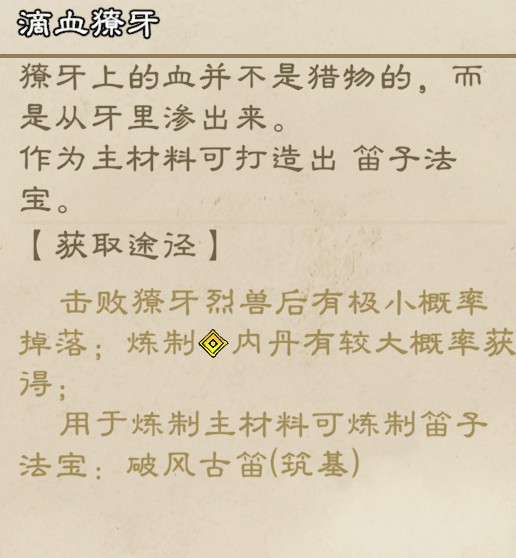 滴血獠牙
獠牙上的血并不是猎物的，而
是从牙里渗出来。
作为主材料可打造出 笛子法
宝。
【获取途径】
击败獠牙烈兽后有极小概率
掉落；炼制内丹有较大概率获
得；
用于炼制主材料可炼制笛子
法宝：破风古笛(筑基)